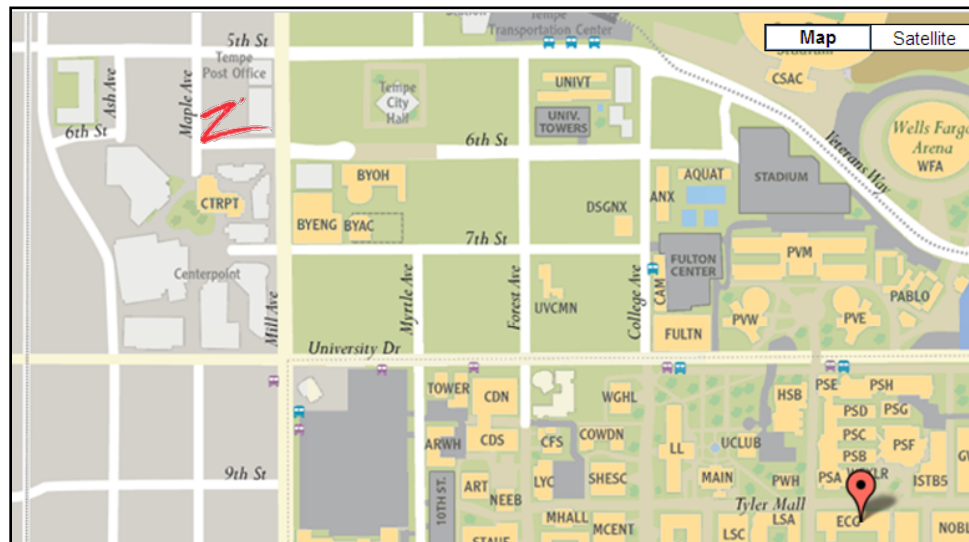 Tempe
Transportation Center
5th St
Tempe
Post Office
Map
Satellite
CSAC
UNIVT
Tempe
City
Hall
UNIV.
TOWERS
Ash Ave
Maple Ave
6th St
Z
6th St
Wells Fargo
Arena
WFA
Veterans Way
STADIUM
AQUAT
ANX
BYOH
CTRPT
DSGNX
BYENG
BYAC
7th St
PVM
FULTON
CENTER
Centerpoint
CAM
UVCMN
PABLO
Mill Ave
Myrtle Ave
Forest Ave
College Ave
PVW
PVE
FULTN
University Dr
TOWER
CDN
WGHL
HSB
PSE
PSH
PSD
PSG
ARWH
CDS
CFS
COWDN
LL
UCLUB
PSC
PSF
PSB
9th St
10TH ST.
ART
NEEB
LYC
SHESC
MAIN
PWH
PSA
ISTB5
Tyler Mall
MHALL
MCENT
LSC
LSA
ECG
NOBL